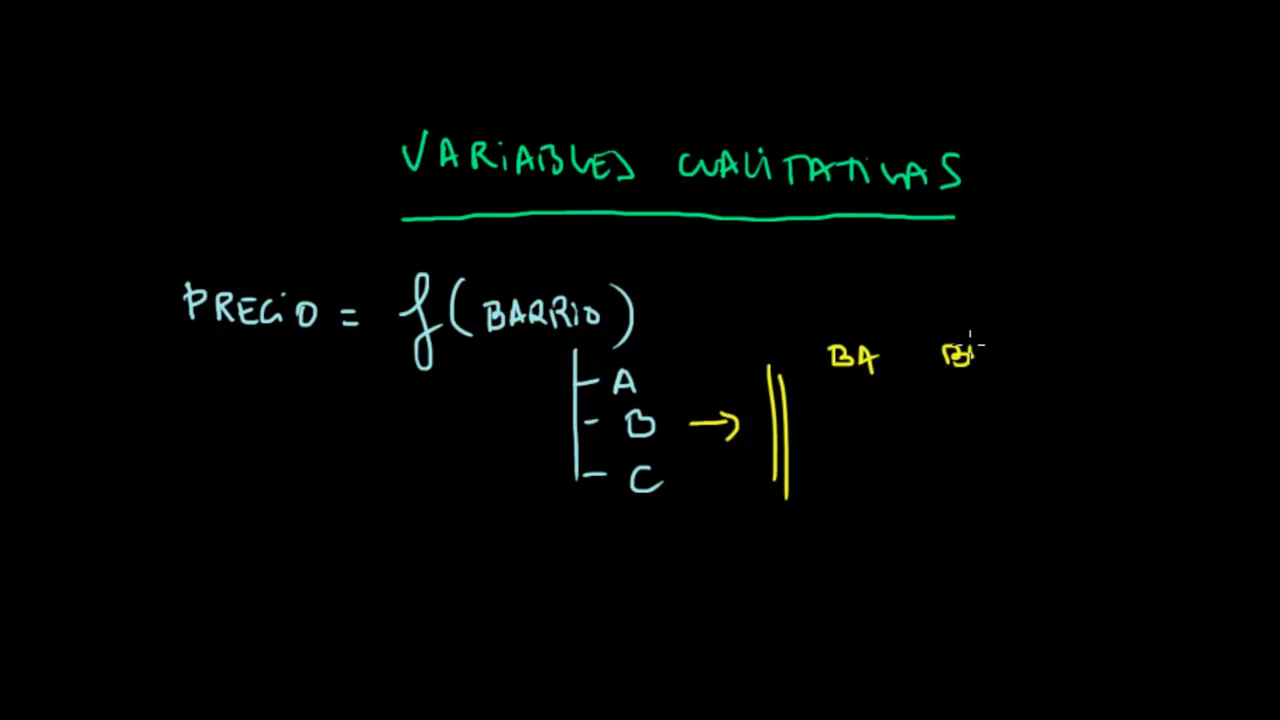 VARIABLES CUALITATIVAS
PRECIO = f(BARRIO)
A
B →
C
BA